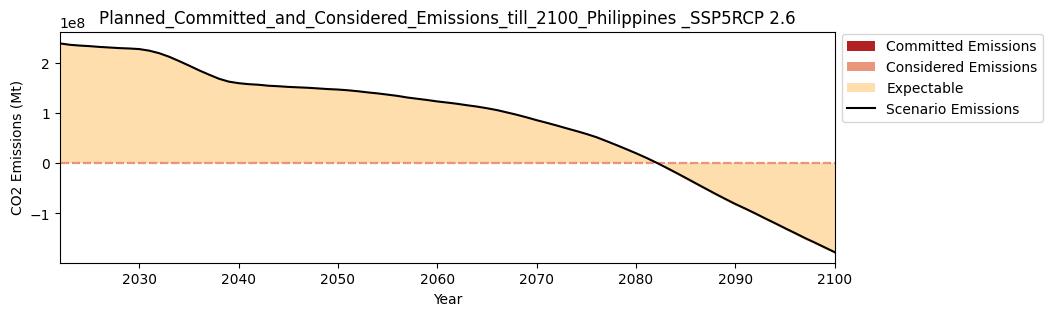 Planned_Committed_and_Considered_Emissions_till_2100_Philippines _SSP5RCP 2.6
1e8
2
1
0
−1
CO2 Emissions (Mt)
2030 2040 2050 2060 2070 2080 2090 2100
Year
Committed Emissions
Considered Emissions
Expectable
Scenario Emissions